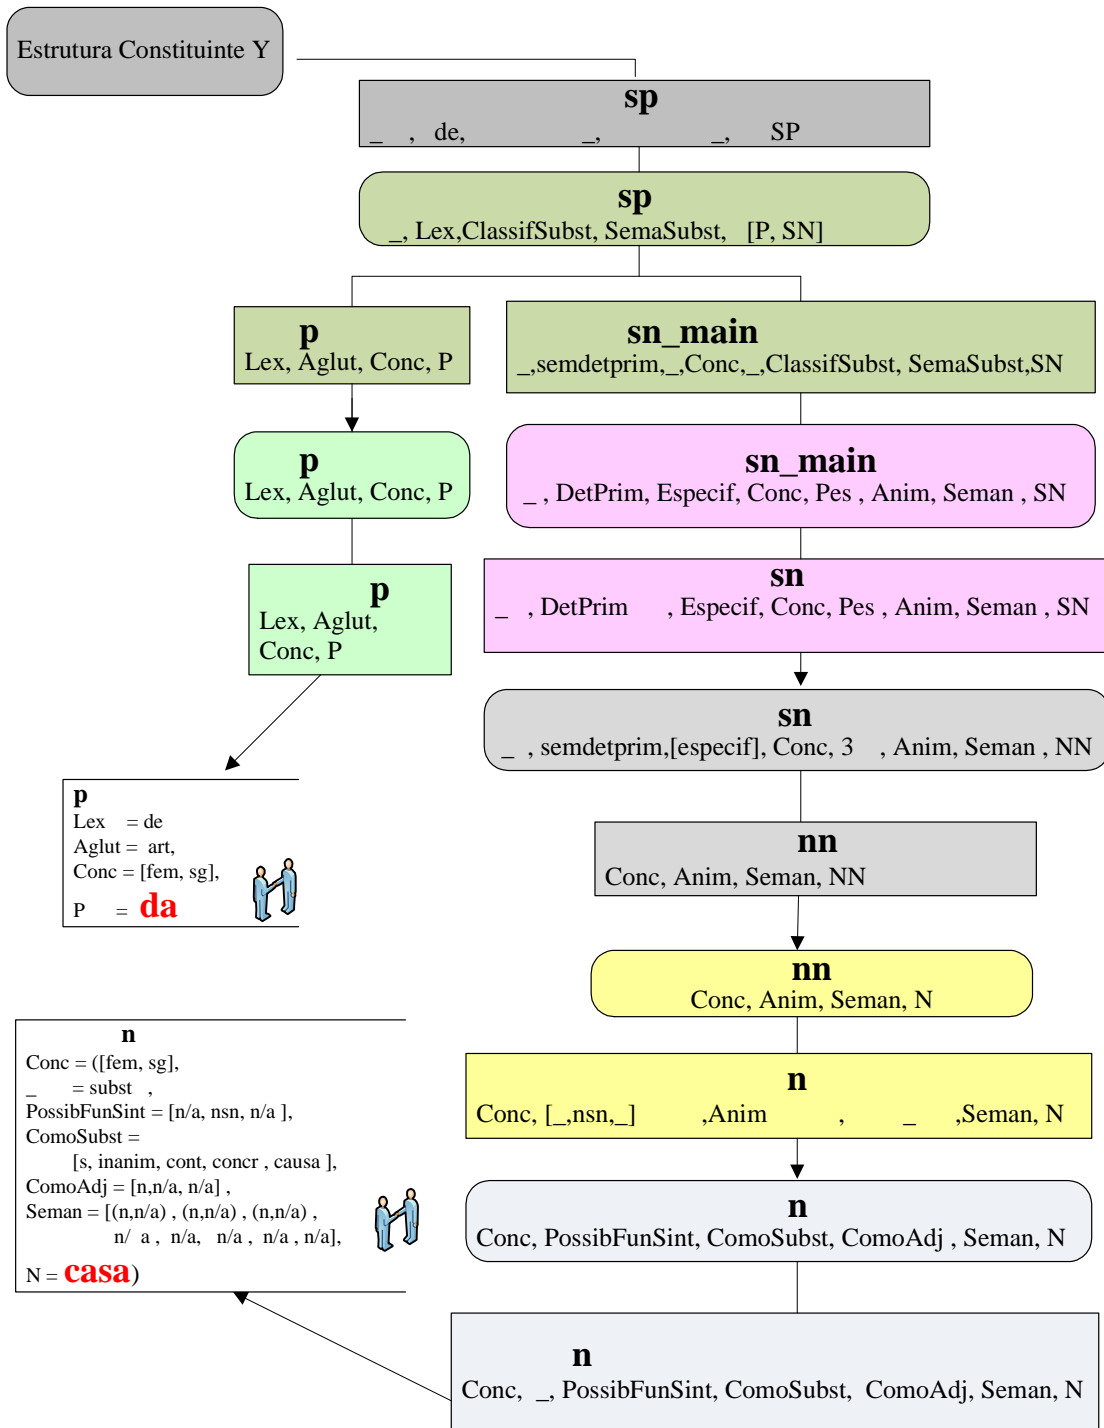 Estrutura Constituinte Y
sp
_ , de, _, _, SP
sp
_, Lex,ClassifSubst, SemaSubst, [P, SN]
p
Lex, Aglut, Conc, P
sn_main
_,semdetprim,_,Conc,_,ClassifSubst, SemaSubst,SN
p
Lex, Aglut, Conc, P
sn_main
_ , DetPrim, Especif, Conc, Pes , Anim, Seman , SN
p
Lex, Aglut,
Conc, P
sn
_ , DetPrim , Especif, Conc, Pes , Anim, Seman , SN
sn
_ , semdetprim,[especif], Conc, 3 , Anim, Seman , NN
p
Lex = de
Aglut = art,
Conc = [fem, sg],
P = da
nn
Conc, Anim, Seman, NN
nn
Conc, Anim, Seman, N
n
Conc = ([fem, sg],
_ = subst ,
PossibFunSint = [n/a, nsn, n/a ],
ComoSubst =
[s, inanim, cont, concr , causa ],
ComoAdj = [n,n/a, n/a] ,
Seman = [(n,n/a) , (n,n/a) , (n,n/a) ,
n/ a , n/a, n/a , n/a , n/a],
N = casa)
n
Conc, [_,nsn,_] ,Anim , _ ,Seman, N
n
Conc, PossibFunSint, ComoSubst, ComoAdj , Seman, N
n
Conc, _, PossibFunSint, ComoSubst, ComoAdj, Seman, N